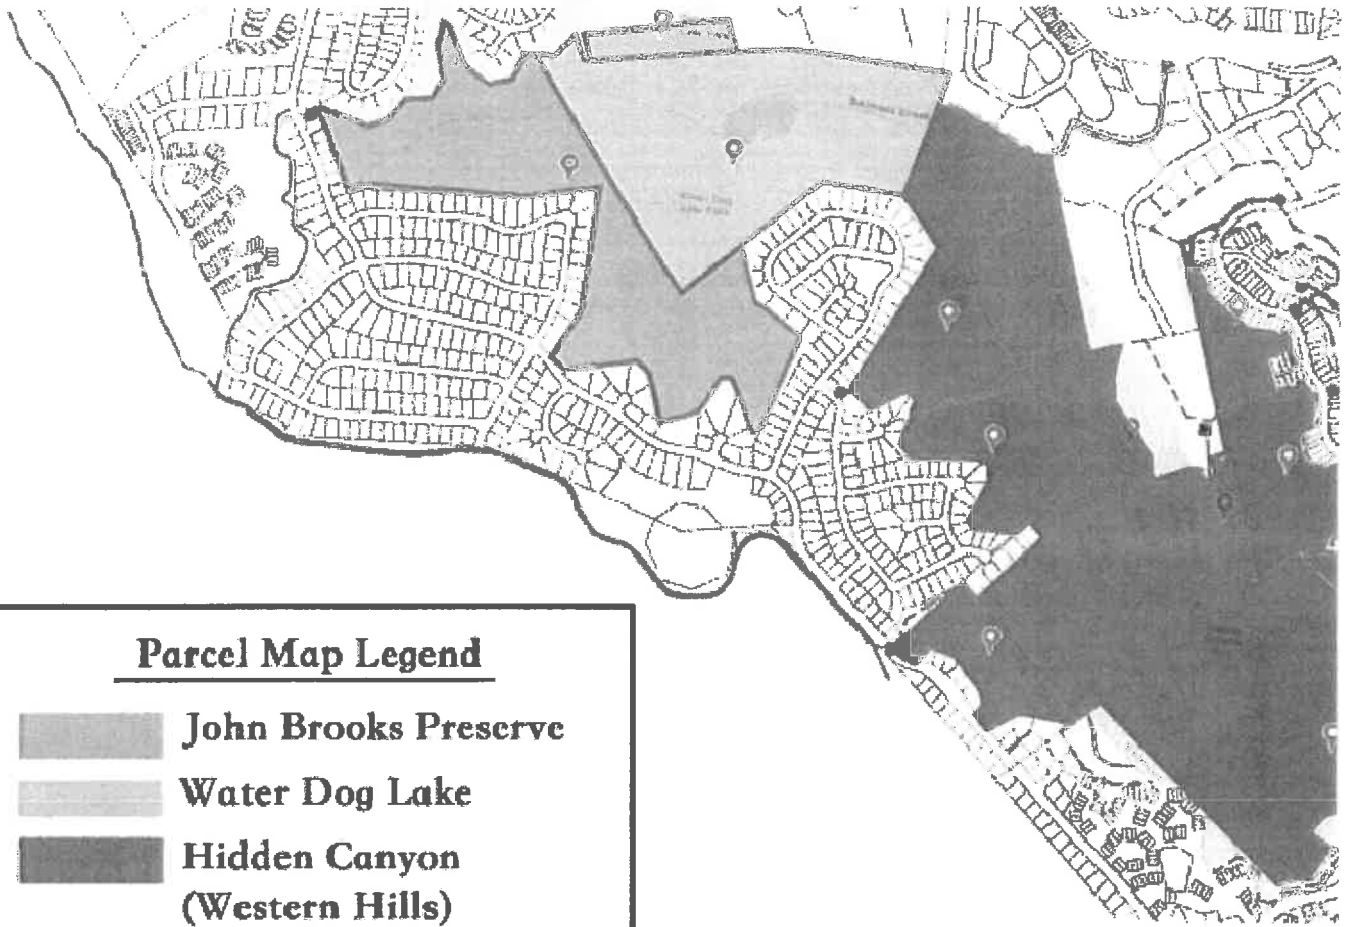 Parcel Map Legend
John Brooks Preserve
Water Dog Lake
Hidden Canyon
(Western Hills)